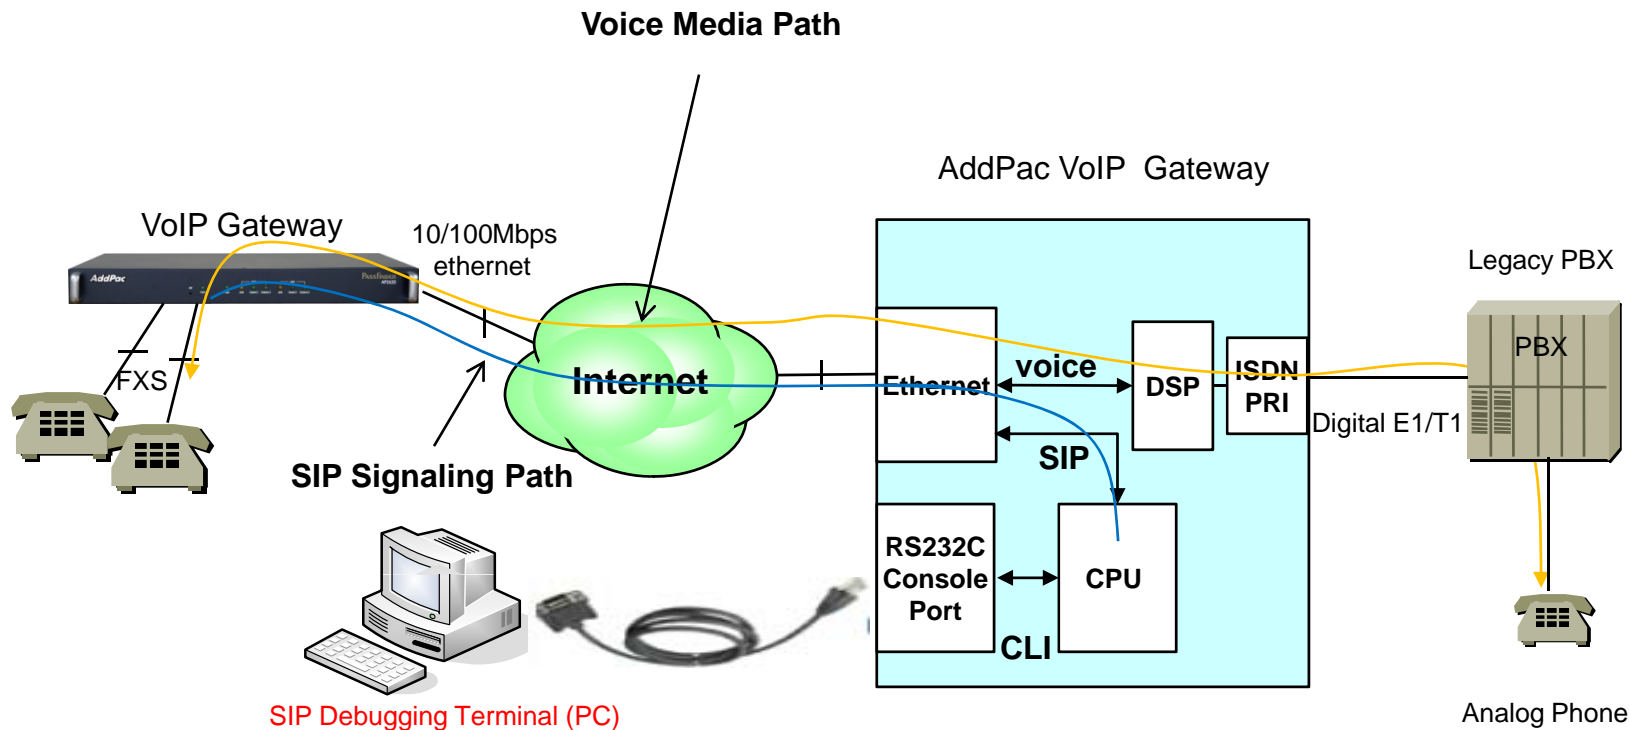 Voice Media Path
AddPac VoIP Gateway
VoIP Gateway
10/100Mbps
ethernet
Legacy PBX
AddPac
PBX
FXS
Internet
Ethernet
voice
DSP
ISDN
PRI
Digital E1/T1
SIP
SIP Signaling Path
RS232C
Console
Port
CPU
CLI
SIP Debugging Terminal (PC)
Analog Phone